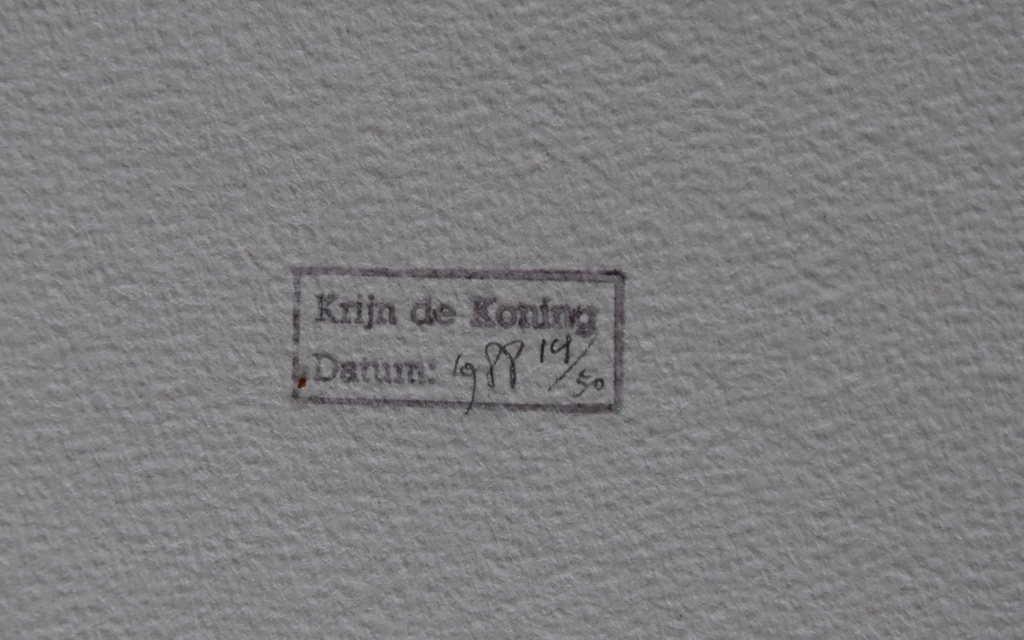 Krijn de Koning
Datum: 1988 19/50